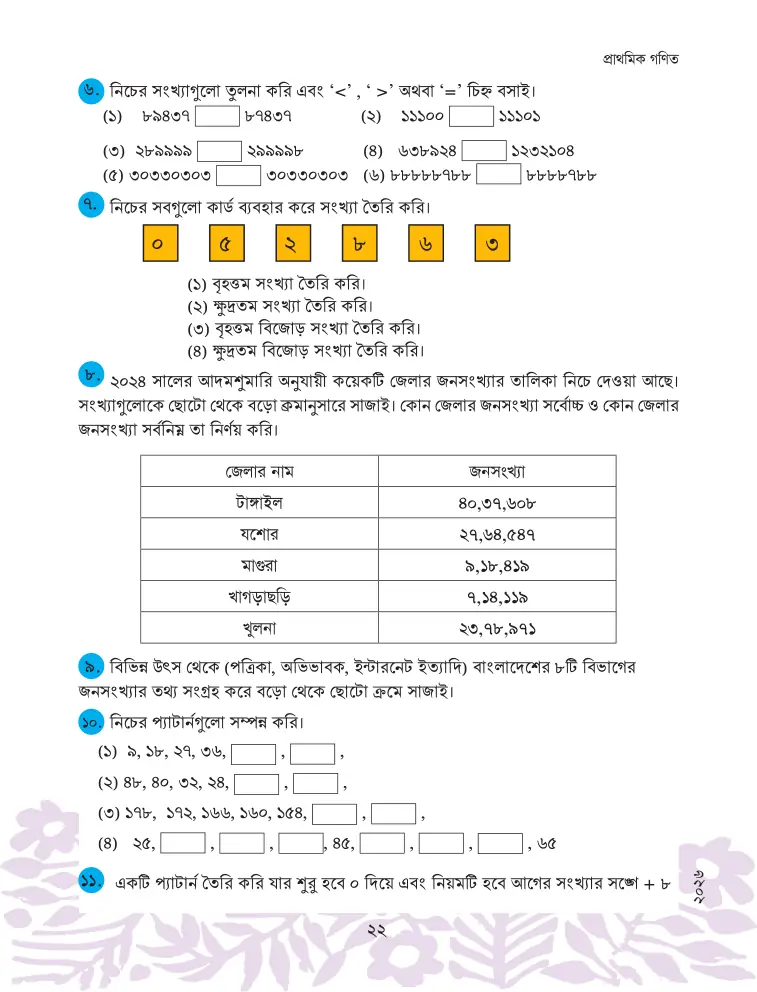 প্রাথমিক গণিত
৬. নিচের সংখ্যাগুলো তুলনা করি এবং ‘<’ , ‘ >’ অথবা ‘=’ চিহ্ন বসাই।
(১) ৮৯৪৩৭ ৮৭৪৩৭ (২) ১১১০০ ১১১০১
(৩) ২৮৯৯৯৯ ২৯৯৯৯৮ (৪) ৬৩৮৯২৪ ১২৩২১০৪
(৫) ৩০৩৩০৩০৩ ৩০৩৩০৩০৩ (৬) ৮৮৮৮৮৭৮৮ ৮৮৮৮৭৮৮
৭. নিচের সবগুলো কার্ড ব্যবহার করে সংখ্যা তৈরি করি।
০ ৫ ২ ৮ ৬ ৩
(১) বৃহত্তম সংখ্যা তৈরি করি।
(২) ক্ষুদ্রতম সংখ্যা তৈরি করি।
(৩) বৃহত্তম বিজোড় সংখ্যা তৈরি করি।
(৪) ক্ষুদ্রতম বিজোড় সংখ্যা তৈরি করি।
৮. ২০২৪ সালের আদমশুমারি অনুযায়ী কয়েকটি জেলার জনসংখ্যার তালিকা নিচে দেওয়া আছে।
সংখ্যাগুলোকে ছোটো থেকে বড়ো ক্রমানুসারে সাজাই। কোন জেলার জনসংখ্যা সর্বোচ্চ ও কোন জেলার
জনসংখ্যা সর্বনিম্ন তা নির্ণয় করি।
জেলার নাম জনসংখ্যা
টাঙ্গাইল ৪০,৩৭,৬০৮
যশোর ২৭,৬৪,৫৪৭
মাগুরা ৯,১৮,৪১৯
খাগড়াছড়ি ৭,১৪,১১৯
খুলনা ২৩,৭৮,৯৭১
৯. বিভিন্ন উৎস থেকে (পত্রিকা, অভিভাবক, ইন্টারনেট ইত্যাদি) বাংলাদেশের ৮টি বিভাগের
জনসংখ্যার তথ্য সংগ্রহ করে বড়ো থেকে ছোটো ক্রমে সাজাই।
১০. নিচের প্যাটার্নগুলো সম্পন্ন করি।
(১) ৯, ১৮, ২৭, ৩৬, , ,
(২) ৪৮, ৪০, ৩২, ২৪, , ,
(৩) ১৭৮, ১৭২, ১৬৬, ১৬০, ১৫৪, , ,
(৪) ২৫, , , , ৪৫, , , , ৬৫
১১. একটি প্যাটার্ন তৈরি করি যার শুরু হবে ০ দিয়ে এবং নিয়মটি হবে আগের সংখ্যার সঙ্গে + ৮
২০২৬
২২